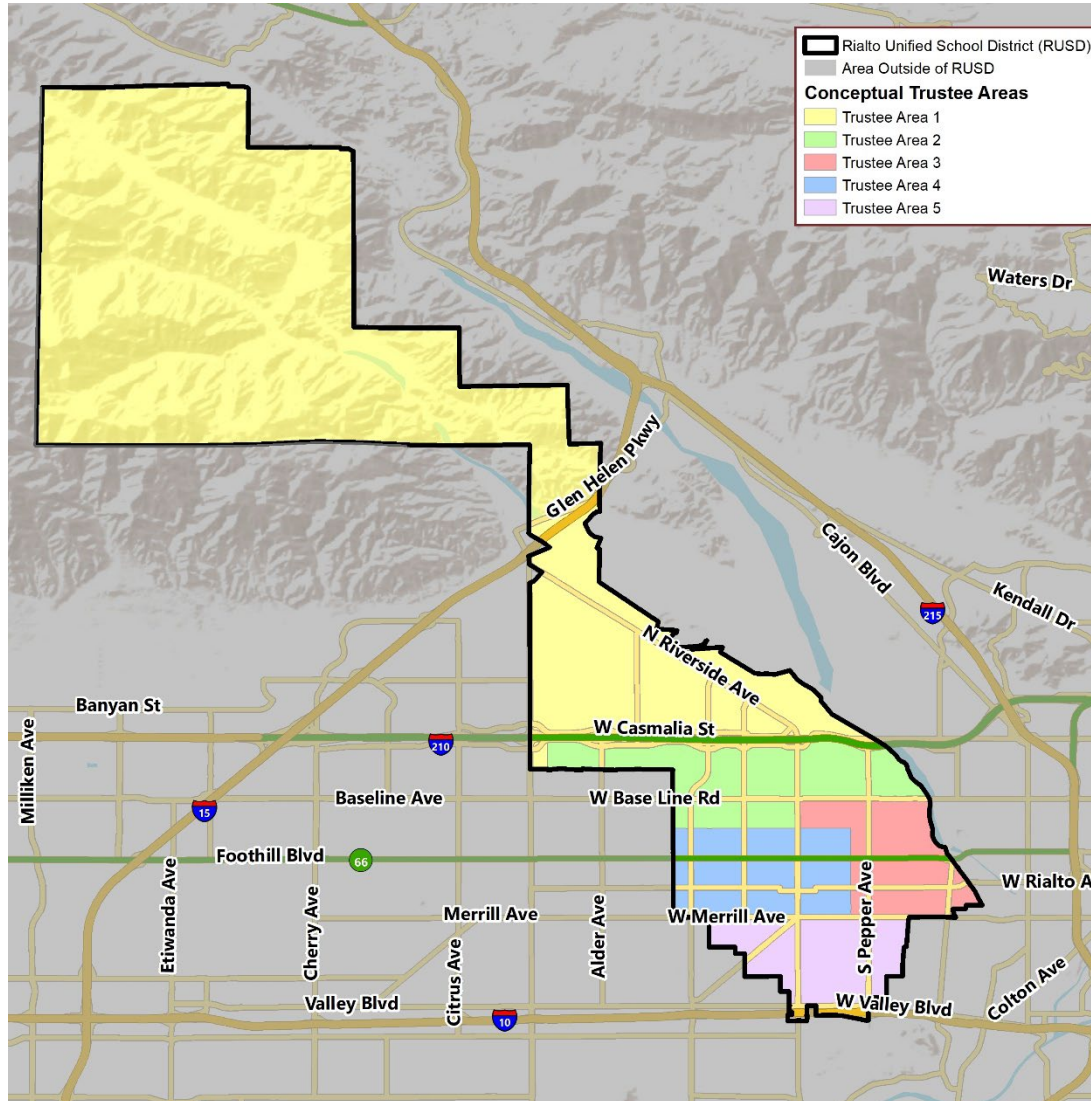 Rialto Unified School District (RUSD)
Area Outside of RUSD
Conceptual Trustee Areas
Trustee Area 1
Trustee Area 2
Trustee Area 3
Trustee Area 4
Trustee Area 5
Waters Dr
Glen Helen Pkwy
Cajon Blvd
Kendall Dr
215
N Riverside Ave
Banyan St
W Casmalia St
210
Milliken Ave
15
Baseline Ave
W Base Line Rd
Foothill Blvd
66
Etiwanda Ave
Cherry Ave
Citrus Ave
Merrill Ave
Alder Ave
W Merrill Ave
S Pepper Ave
W Rialto A
Valley Blvd
10
W Valley Blvd
Colton Ave